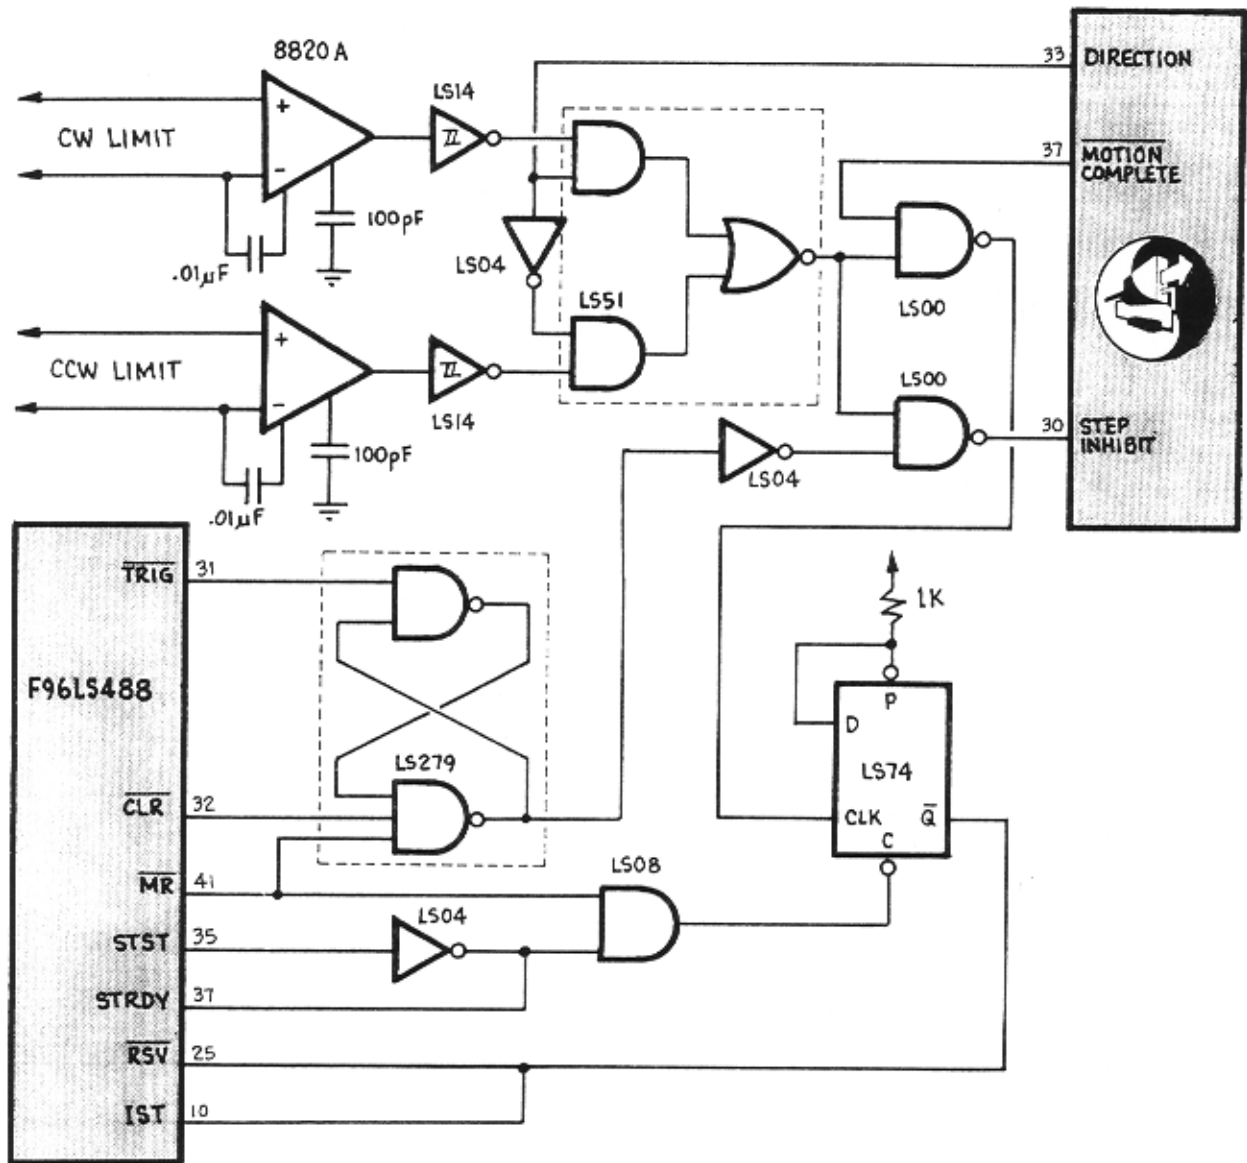 8820A
+
CW LIMIT
-
.01µF
100pF
LS14
LS04
33
DIRECTION
37
MOTION
COMPLETE
LS51
LS00
LS00
30
STEP
INHIBIT
+
CCW LIMIT
-
.01µF
100pF
LS14
LS04
F96LS488
TRIG
31
CLR
32
MR
41
STST
35
STRDY
37
RSV
25
IST
10
LS279
LS04
LS08
1K
P
D
LS74
CLK
Q
C